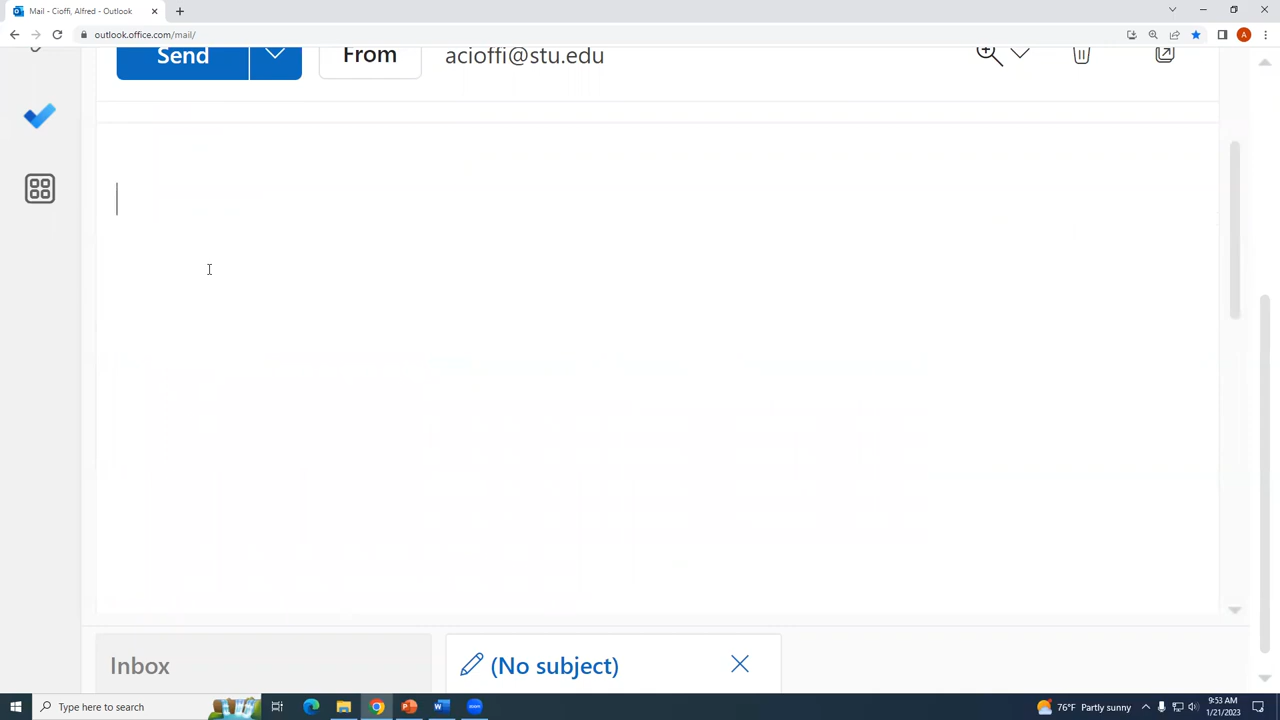 Mail - Cioffi, Alfred - Outlook
outlook.office.com/mail/
A
Send
From
acioffi@stu.edu
Inbox
(No subject)
Type here to search
76°F Partly sunny
9:53 AM
1/21/2023